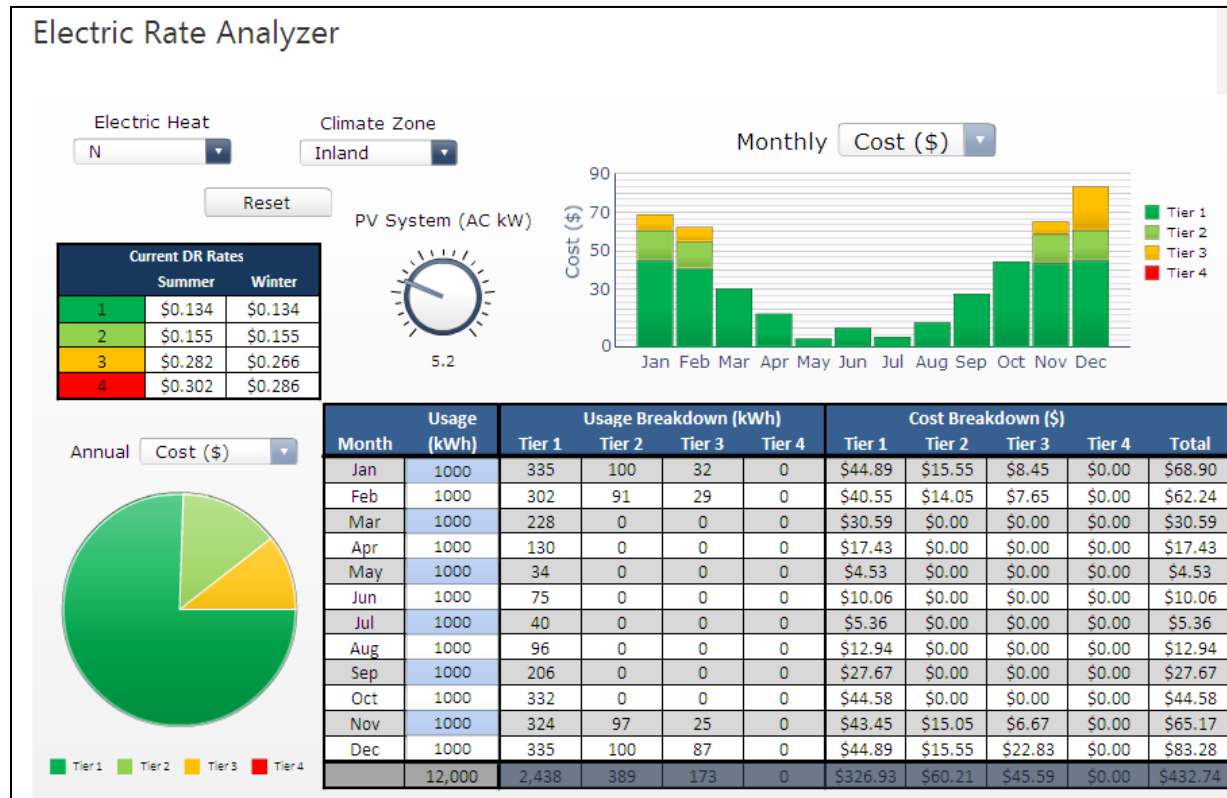 Electric Rate Analyzer
Electric Heat
N
Climate Zone
Inland
Reset
PV System (AC kW)
5.2
Current DR Rates
Summer Winter
1 $0.134 $0.134
2 $0.155 $0.155
3 $0.282 $0.266
4 $0.302 $0.286
Monthly Cost ($)
Cost ($)
90
70
50
30
0
Jan Feb Mar Apr May Jun Jul Aug Sep Oct Nov Dec
Tier 1
Tier 2
Tier 3
Tier 4
Annual Cost ($)
Tier 1 Tier 2 Tier 3 Tier 4
Usage Usage Breakdown (kWh) Cost Breakdown ($)
Month (kWh) Tier 1 Tier 2 Tier 3 Tier 4 Tier 1 Tier 2 Tier 3 Tier 4 Total
Jan 1000 335 100 32 0 $44.89 $15.55 $8.45 $0.00 $68.90
Feb 1000 302 91 29 0 $40.55 $14.05 $7.65 $0.00 $62.24
Mar 1000 228 0 0 0 $30.59 $0.00 $0.00 $0.00 $30.59
Apr 1000 130 0 0 0 $17.43 $0.00 $0.00 $0.00 $17.43
May 1000 34 0 0 0 $4.53 $0.00 $0.00 $0.00 $4.53
Jun 1000 75 0 0 0 $10.06 $0.00 $0.00 $0.00 $10.06
Jul 1000 40 0 0 0 $5.36 $0.00 $0.00 $0.00 $5.36
Aug 1000 96 0 0 0 $12.94 $0.00 $0.00 $0.00 $12.94
Sep 1000 206 0 0 0 $27.67 $0.00 $0.00 $0.00 $27.67
Oct 1000 332 0 0 0 $44.58 $0.00 $0.00 $0.00 $44.58
Nov 1000 324 97 25 0 $43.45 $15.05 $6.67 $0.00 $65.17
Dec 1000 335 100 87 0 $44.89 $15.55 $22.83 $0.00 $83.28
12,000 2,438 389 173 0 $326.93 $60.21 $45.59 $0.00 $432.74